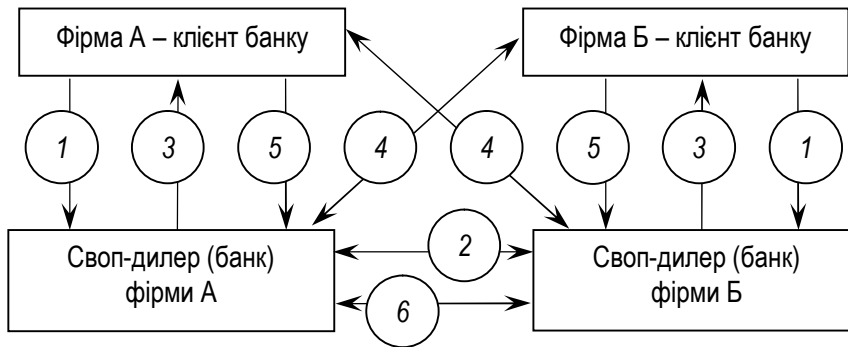 Фірма А – клієнт банку
Фірма Б – клієнт банку
1
3
5
4
4
5
3
1
Своп-дилер (банк)
фірми А
2
6
Своп-дилер (банк)
фірми Б